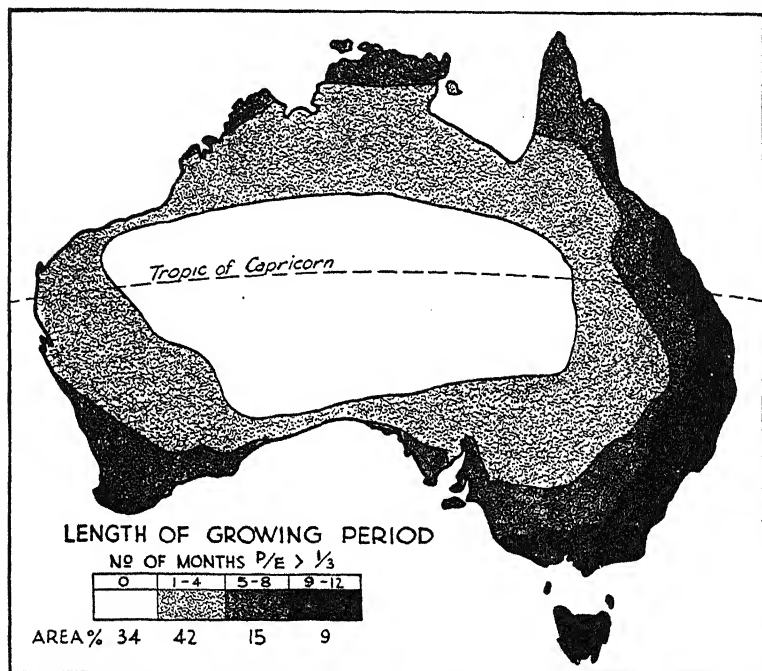 Tropic of Capricorn
LENGTH OF GROWING PERIOD
Nº OF MONTHS P/E > 1/3
0 1-4 5-8 9-12
AREA % 34 42 15 9